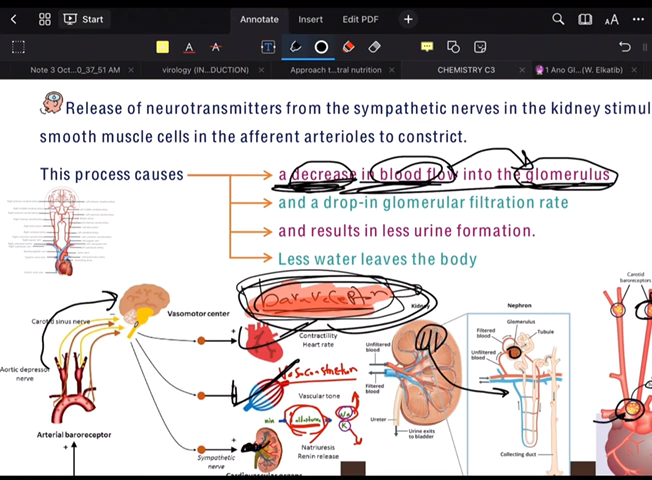 Start
Annotate
Insert
Edit PDF
Note 3 Oct...0_37_51 AM
virology (IN...DUCTION)
Approach t...tral nutrition
CHEMISTRY C3
1 Ano Gl...(W. Elkatib)
Release of neurotransmitters from the sympathetic nerves in the kidney stimul
smooth muscle cells in the afferent arterioles to constrict.
This process causes
a decrease in blood flow into the glomerulus
and a drop-in glomerular filtration rate
and results in less urine formation.
Less water leaves the body
Carotid sinus nerve
Vasomotor center
Aortic depressor
nerve
Arterial baroreceptor
+
Sympathetic
nerve
+
Contractility
Heart rate
Vascular tone
+
Natriuresis
Renin release
Cardiovascular organs
Kidney
Unfiltered
blood
Filtered
blood
Ureter
Urine exits
to bladder
Nephron
Glomerulus
Filtered
blood
Tubule
Unfiltered
blood
Collecting duct
Carotid
baroreceptors